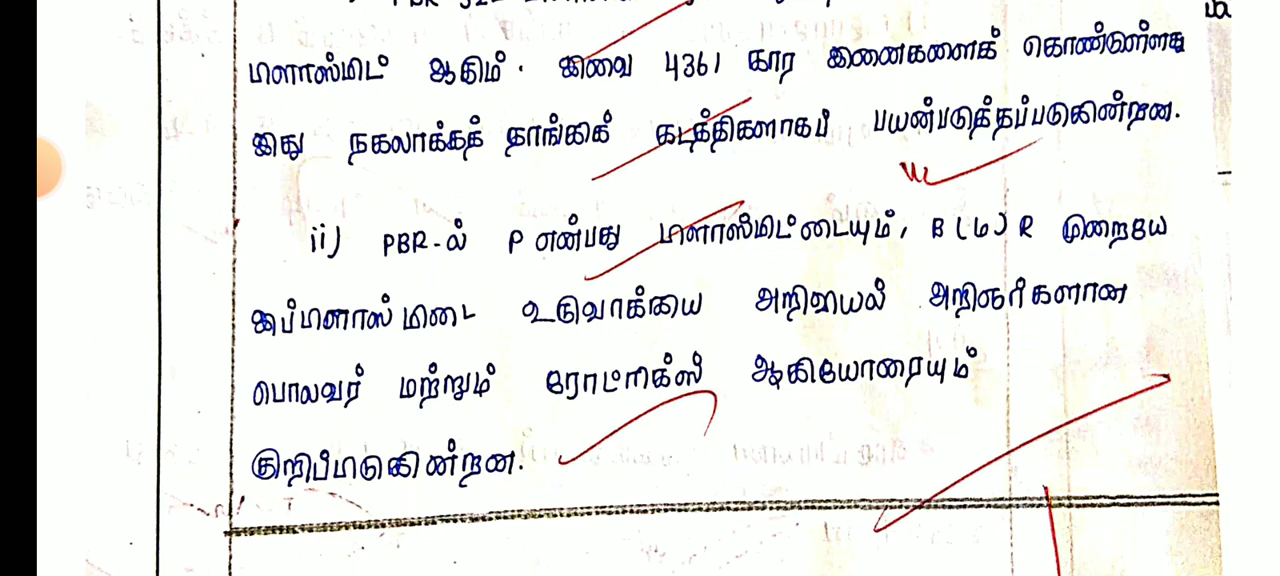 பிளாஸ்மிட் ஆகும். இவை 4361 கார இணைகளைக் கொண்டுள்ளது
இது நகலாக்கத் தாங்கிக் கடத்திகளாகப் பயன்படுத்தப்படுகின்றன.
ii) PBR-ல் P என்பது பிளாஸ்மிட்டையும், B (ம) R முறையே
இப்பிளாஸ்மிடை உருவாக்கிய அறிவியல் அறிஞர்களான
பொலவர் மற்றும் ரோட்ரிக்ஸ் ஆகியோரையும்
குறிப்பிடுகின்றன.